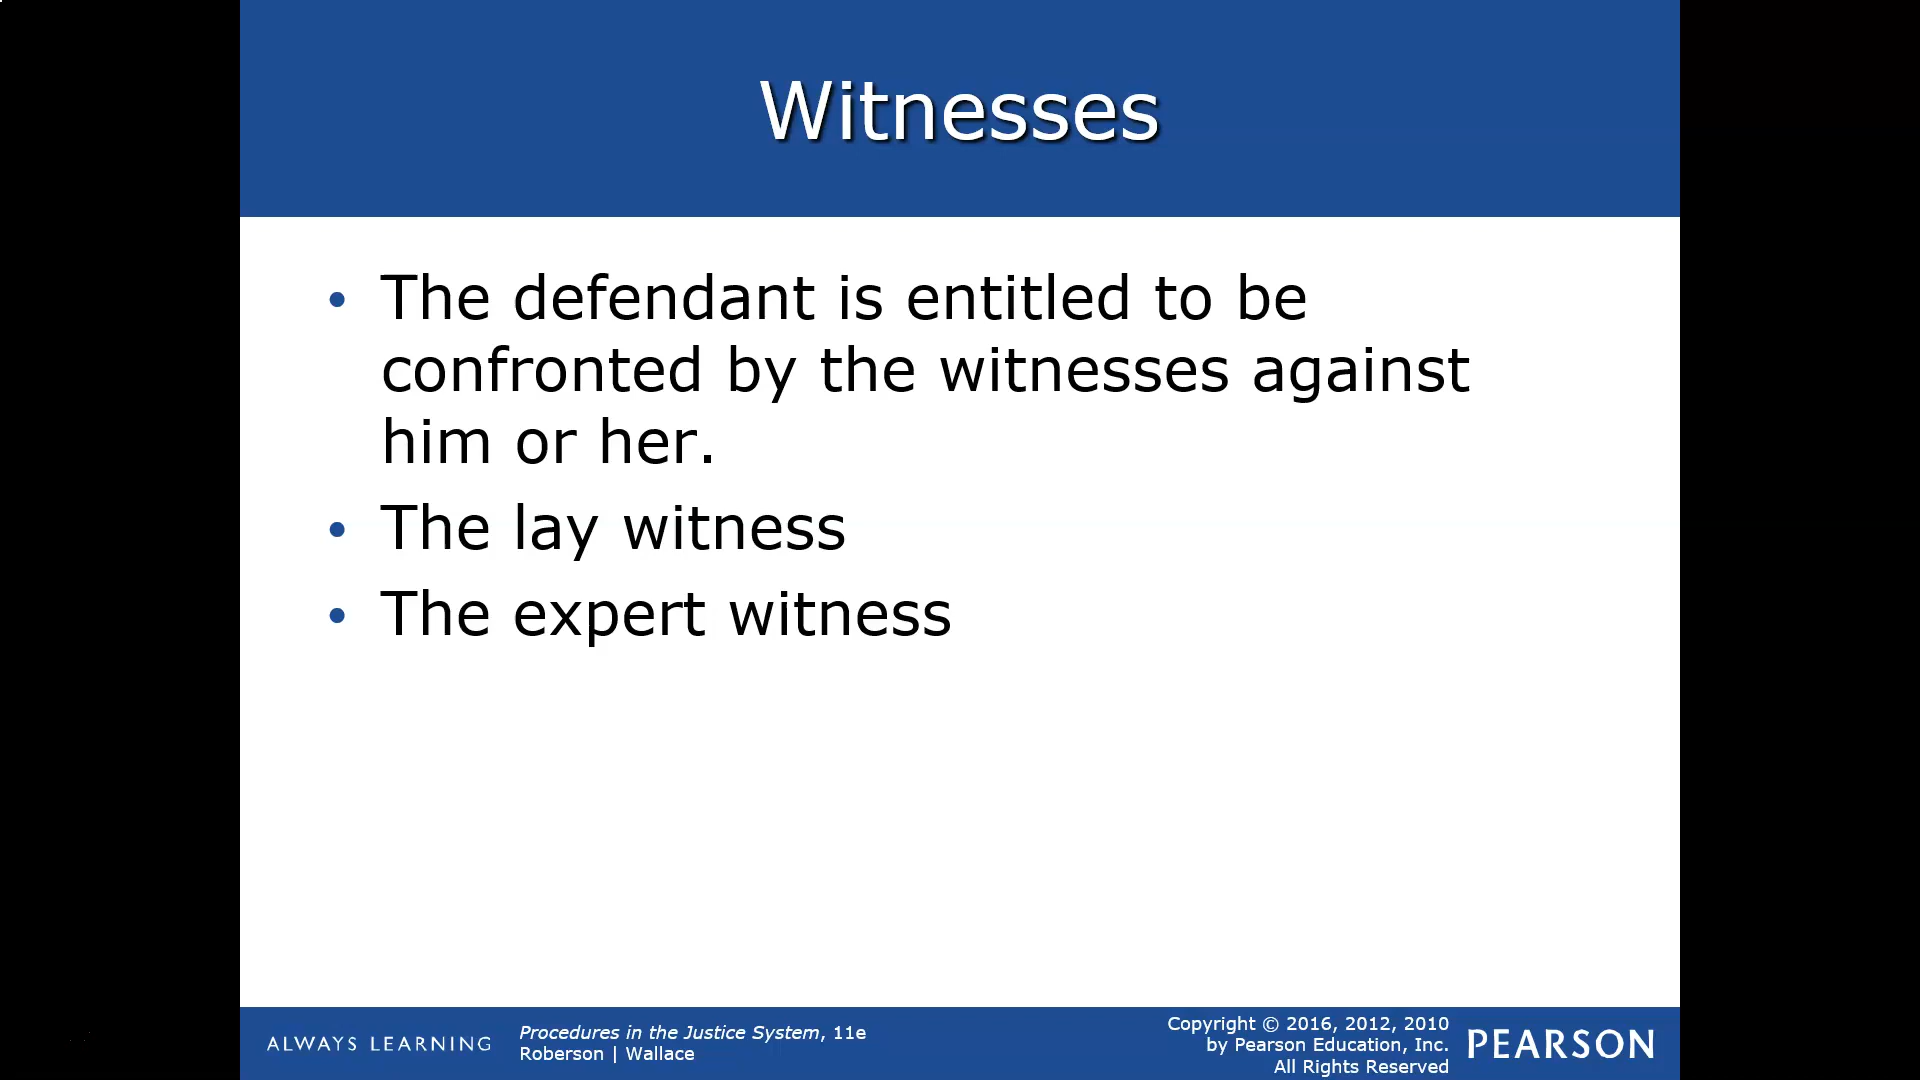 Witnesses
• The defendant is entitled to be
confronted by the witnesses against
him or her.
• The lay witness
• The expert witness
ALWAYS LEARNING
Procedures in the Justice System, 11e
Roberson | Wallace
Copyright © 2016, 2012, 2010
by Pearson Education, Inc.
All Rights Reserved
PEARSON